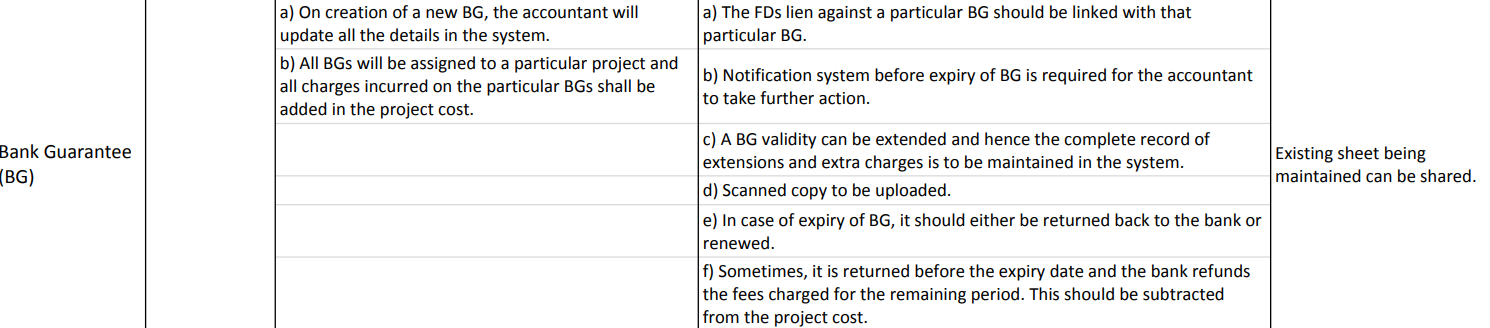 a) On creation of a new BG, the accountant will
update all the details in the system.
b) All BGs will be assigned to a particular project and
all charges incurred on the particular BGs shall be
added in the project cost.
Bank Guarantee
(BG)
a) The FDs lien against a particular BG should be linked with that
particular BG.
b) Notification system before expiry of BG is required for the accountant
to take further action.
c) A BG validity can be extended and hence the complete record of
extensions and extra charges is to be maintained in the system.
d) Scanned copy to be uploaded.
e) In case of expiry of BG, it should either be returned back to the bank or
renewed.
f) Sometimes, it is returned before the expiry date and the bank refunds
the fees charged for the remaining period. This should be subtracted
from the project cost.
Existing sheet being
maintained can be shared.